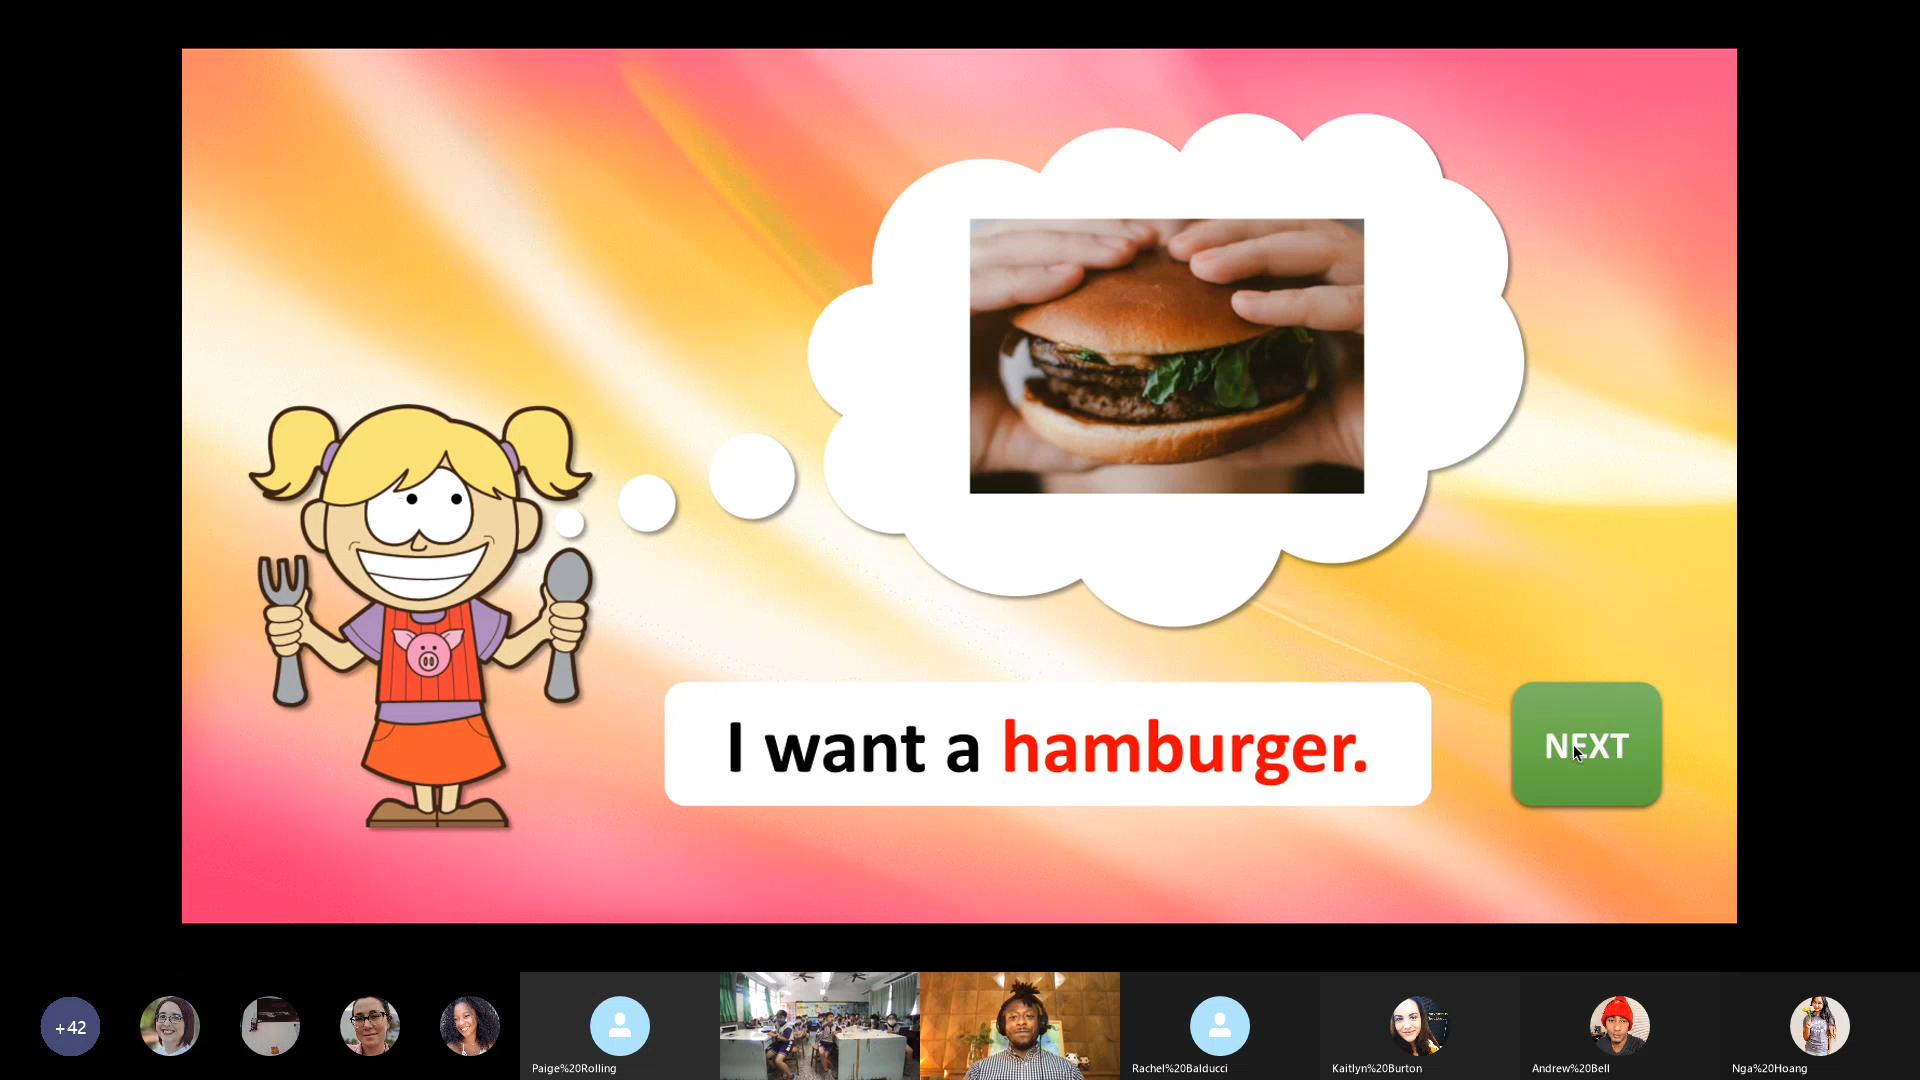 I want a hamburger.
NEXT
+42
Paige%20Rolling
Rachel%20Balducci
Kaitlyn%20Burton
Andrew%20Bell
Nga%20Hoang